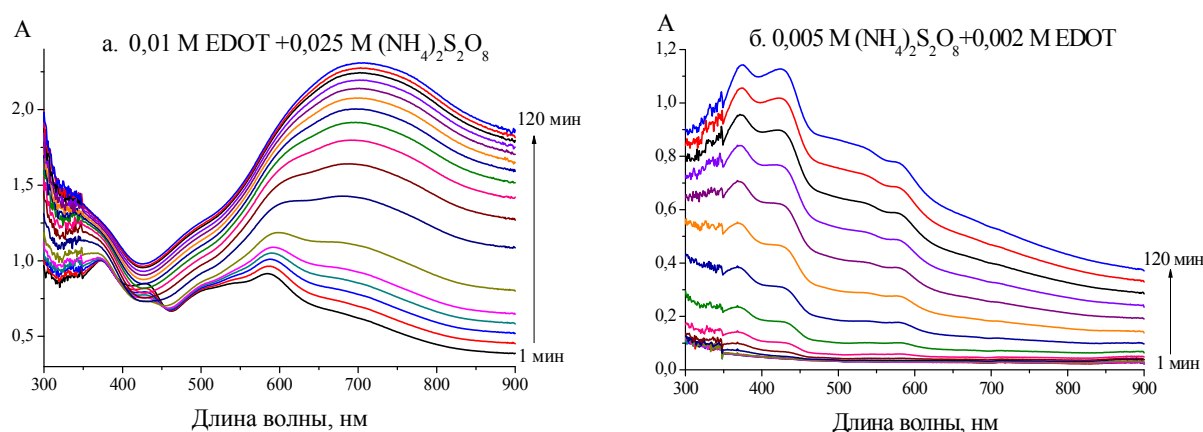 А
а. 0,01 М EDOT +0,025 М (NH4)2S2O8
2,0
1,5
1,0
0,5
120 мин
1 мин
300 400 500 600 700 800 900
Длина волны, нм
А
б. 0,005 М (NH4)2S2O8+0,002 М EDOT
1,2
1,0
0,8
0,6
0,4
0,2
0,0
120 мин
1 мин
300 400 500 600 700 800 900
Длина волны, нм